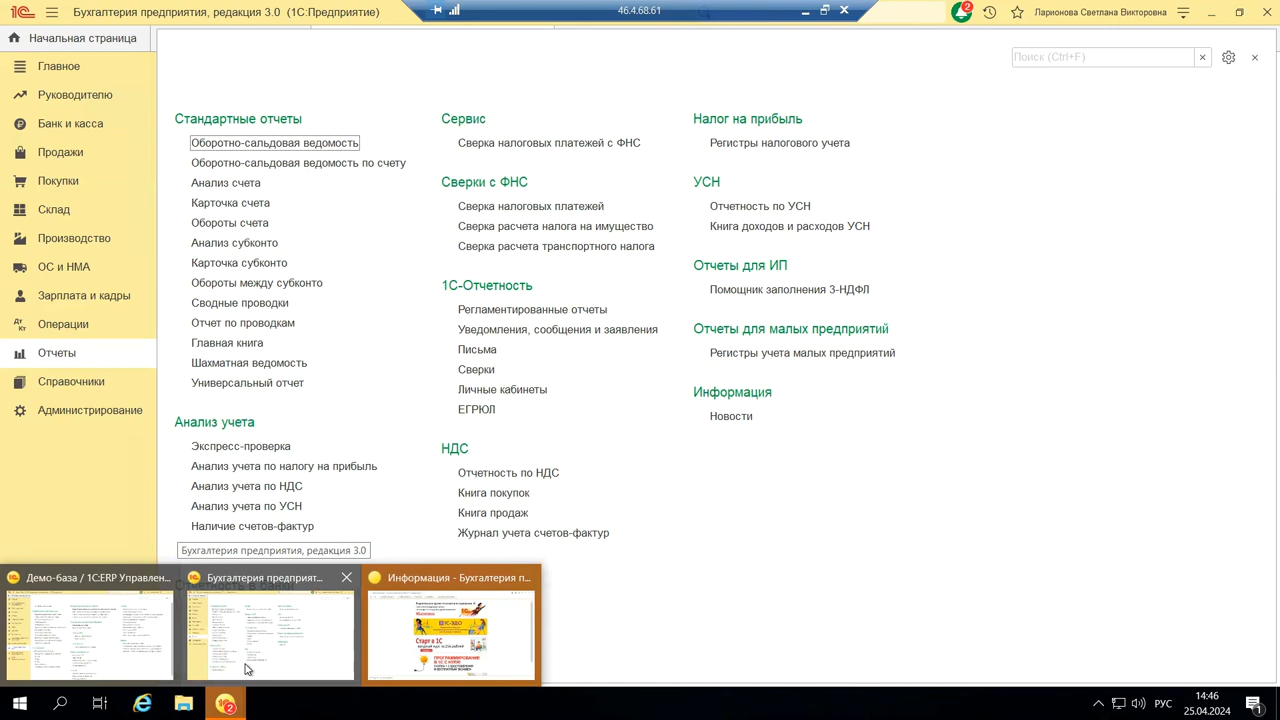 Бухгалтерия предприятия, редакция 3.0 (1С:Предприятие)
46.4.68.61
2
Ларионова Светлана Викторовна
Начальная страница
Поиск (Ctrl+F)
Главное
Руководителю
Банк и касса
Продажи
Покупки
Склад
Производство
ОС и НМА
Зарплата и кадры
Операции
Отчеты
Справочники
Администрирование
Стандартные отчеты
Оборотно-сальдовая ведомость
Оборотно-сальдовая ведомость по счету
Анализ счета
Карточка счета
Обороты счета
Анализ субконто
Карточка субконто
Обороты между субконто
Сводные проводки
Отчет по проводкам
Главная книга
Шахматная ведомость
Универсальный отчет
Анализ учета
Экспресс-проверка
Анализ учета по налогу на прибыль
Анализ учета по НДС
Анализ учета по УСН
Наличие счетов-фактур
Сервис
Сверка налоговых платежей с ФНС
Сверки с ФНС
Сверка налоговых платежей
Сверка расчета налога на имущество
Сверка расчета транспортного налога
1С-Отчетность
Регламентированные отчеты
Уведомления, сообщения и заявления
Письма
Сверки
Личные кабинеты
ЕГРЮЛ
НДС
Отчетность по НДС
Книга покупок
Книга продаж
Журнал учета счетов-фактур
Налог на прибыль
Регистры налогового учета
УСН
Отчетность по УСН
Книга доходов и расходов УСН
Отчеты для ИП
Помощник заполнения 3-НДФЛ
Отчеты для малых предприятий
Регистры учета малых предприятий
Информация
Новости
Бухгалтерия предприятия, редакция 3.0
Демо-база / 1С:ERP Управлен...
Бухгалтерия предприят...
Информация - Бухгалтерия п...
1С-ЭДО
Старт в 1С
ПРОГРАММИРОВАНИЕ
2
РУС
14:46
25.04.2024
1